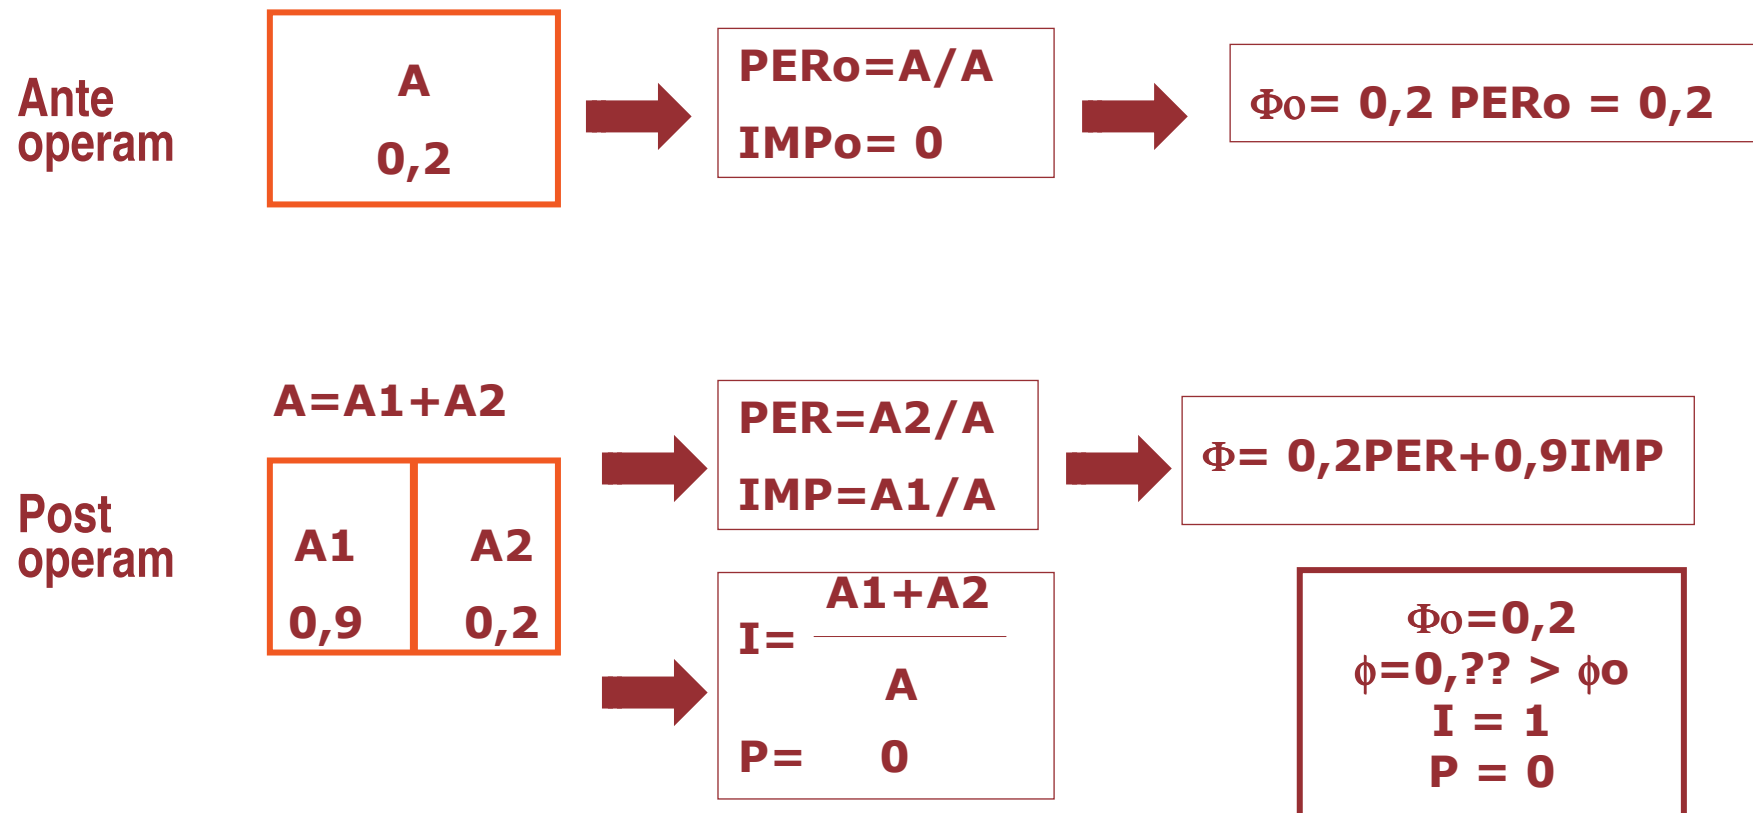 Ante
operam
A
0,2
PERo=A/A
IMPo= 0
Φo= 0,2 PERo = 0,2
A=A1+A2
Post
operam
A1
0,9
A2
0,2
PER=A2/A
IMP=A1/A
Φ= 0,2PER+0,9IMP
A1+A2
I=
A
P= 0
Φo=0,2
ϕ=0,?? > ϕo
I = 1
P = 0